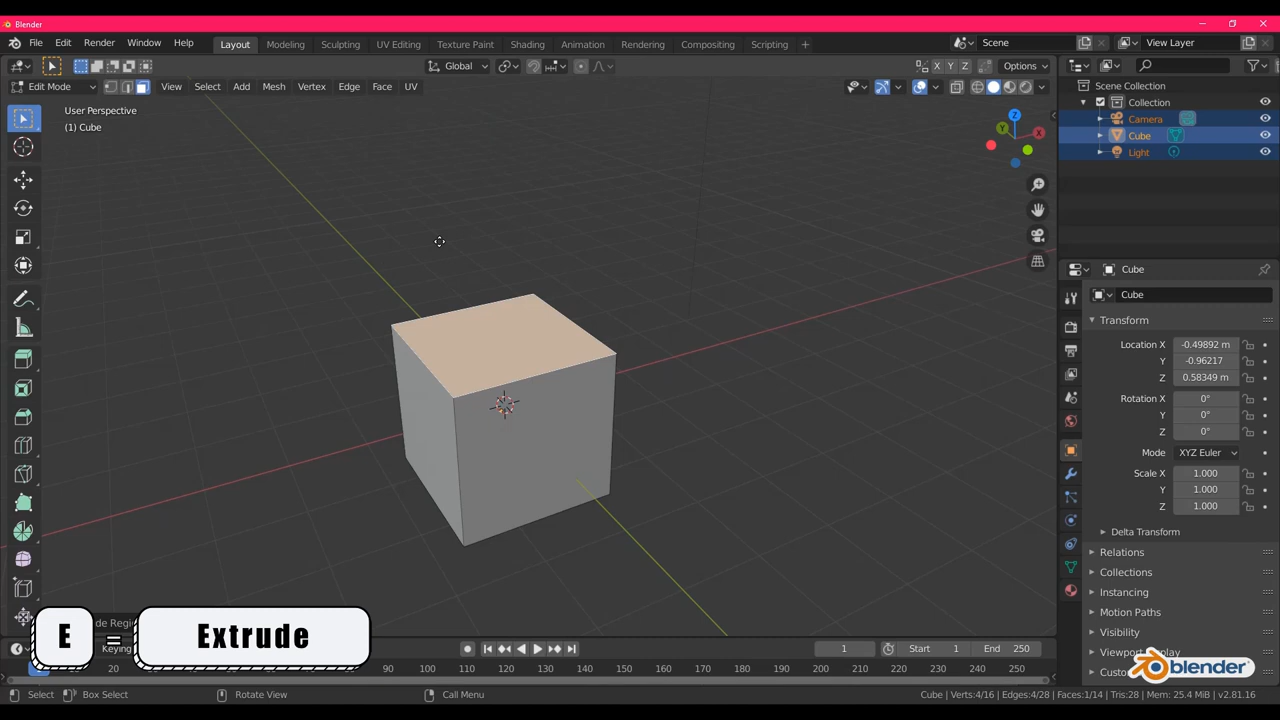 Blender
File Edit Render Window Help Layout Modeling Sculpting UV Editing Texture Paint Shading Animation Rendering Compositing Scripting + Scene View Layer
Global X Y Z Options
Edit Mode View Select Add Mesh Vertex Edge Face UV
Scene Collection
Collection
Camera
Cube
Light
User Perspective
(1) Cube
Z
Y
X
Cube
Cube
Transform
Location X -0.49892 m
Y -0.96217
Z 0.58349 m
Rotation X 0°
Y 0°
Z 0°
Mode XYZ Euler
Scale X 1.000
Y 1.000
Z 1.000
Delta Transform
Relations
Collections
Instancing
Motion Paths
Visibility
Viewport Display
E = Extrude
Keying
1 Start 1 End 250
20 90 100 110 120 130 140 150 160 170 180 190 200 210 220 230 240 250
blender
Select Box Select Rotate View Call Menu Cube | Verts:4/16 | Edges:4/28 | Faces:1/14 | Tris:28 | Mem: 25.4 MiB | v2.81.16